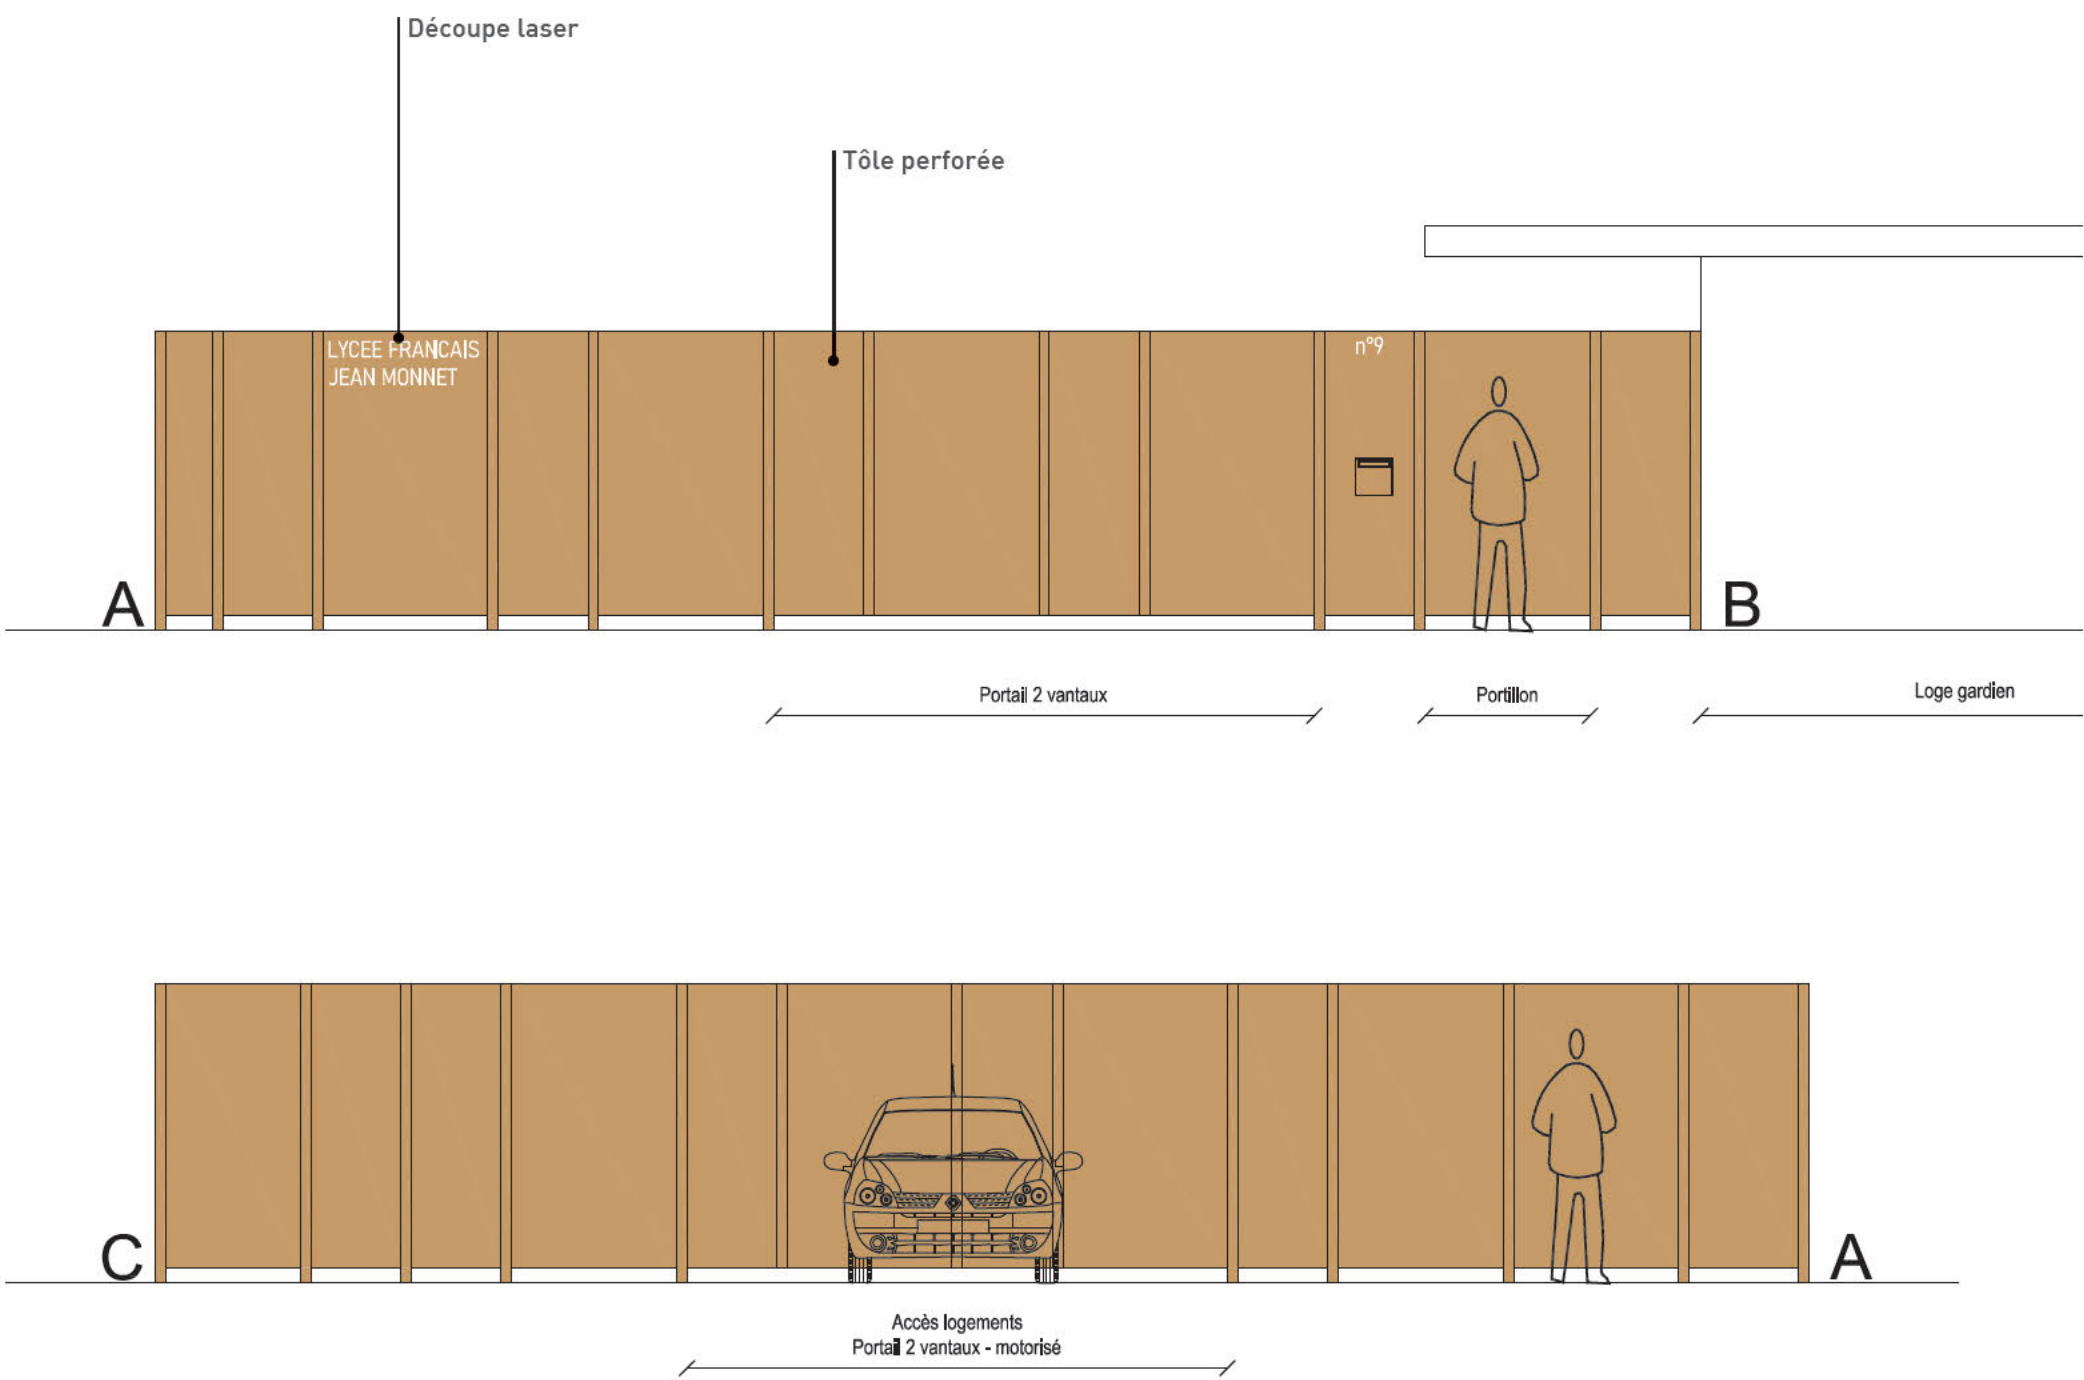 Découpe laser
Tôle perforée
LYCEE FRANCAIS
JEAN MONNET
n°9
A
B
Portail 2 vantaux
Portillon
Loge gardien
C
A
Accès logements
Portail 2 vantaux - motorisé